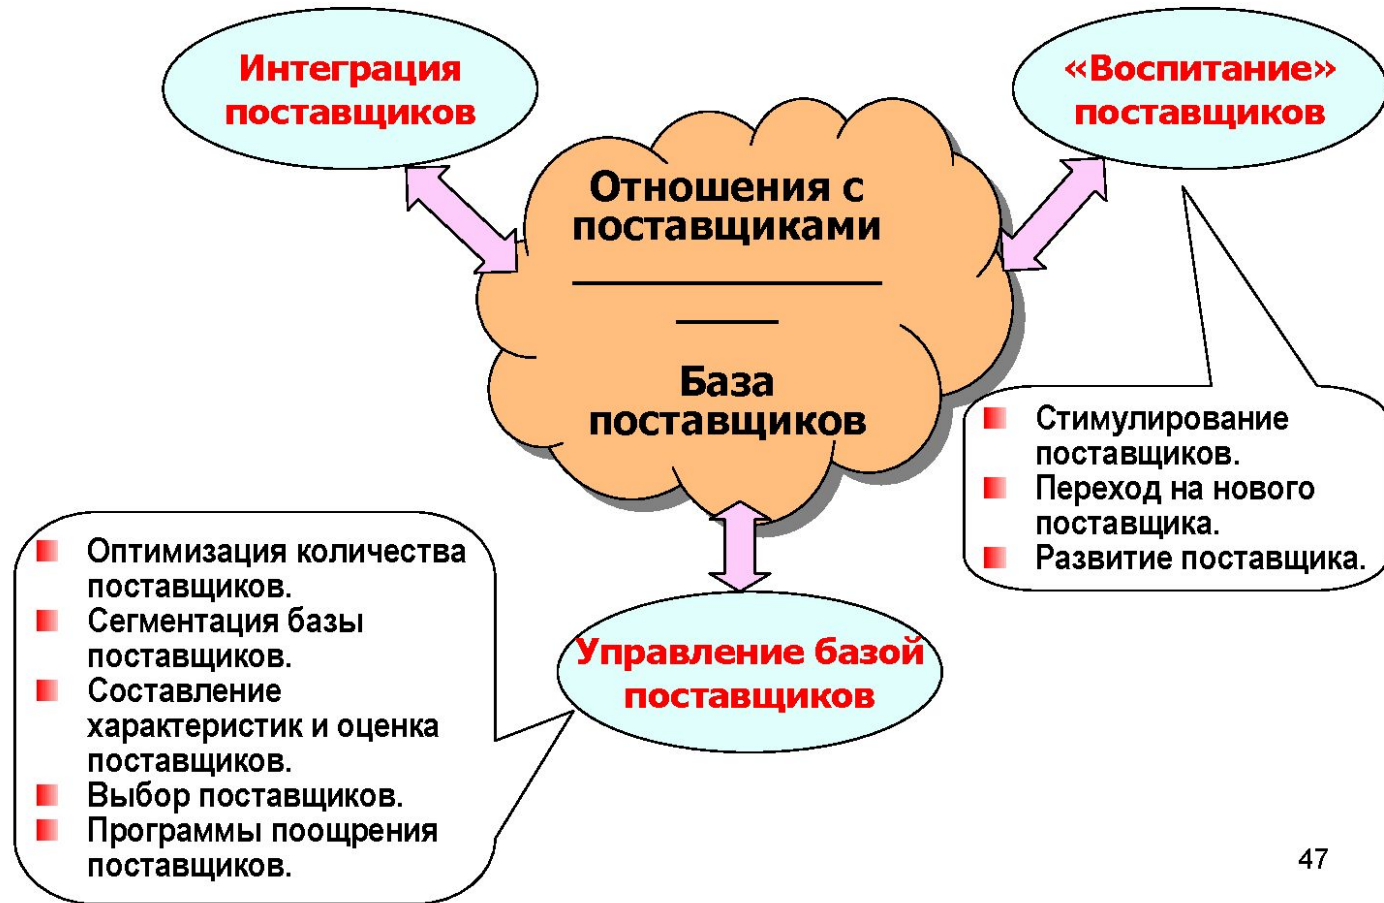 Интеграция
поставщиков
«Воспитание»
поставщиков
Отношения с
поставщиками
База
поставщиков
Стимулирование
поставщиков.
Переход на нового
поставщика.
Развитие поставщика.
Оптимизация количества
поставщиков.
Сегментация базы
поставщиков.
Составление
характеристик и оценка
поставщиков.
Выбор поставщиков.
Программы поощрения
поставщиков.
Управление базой
поставщиков
47